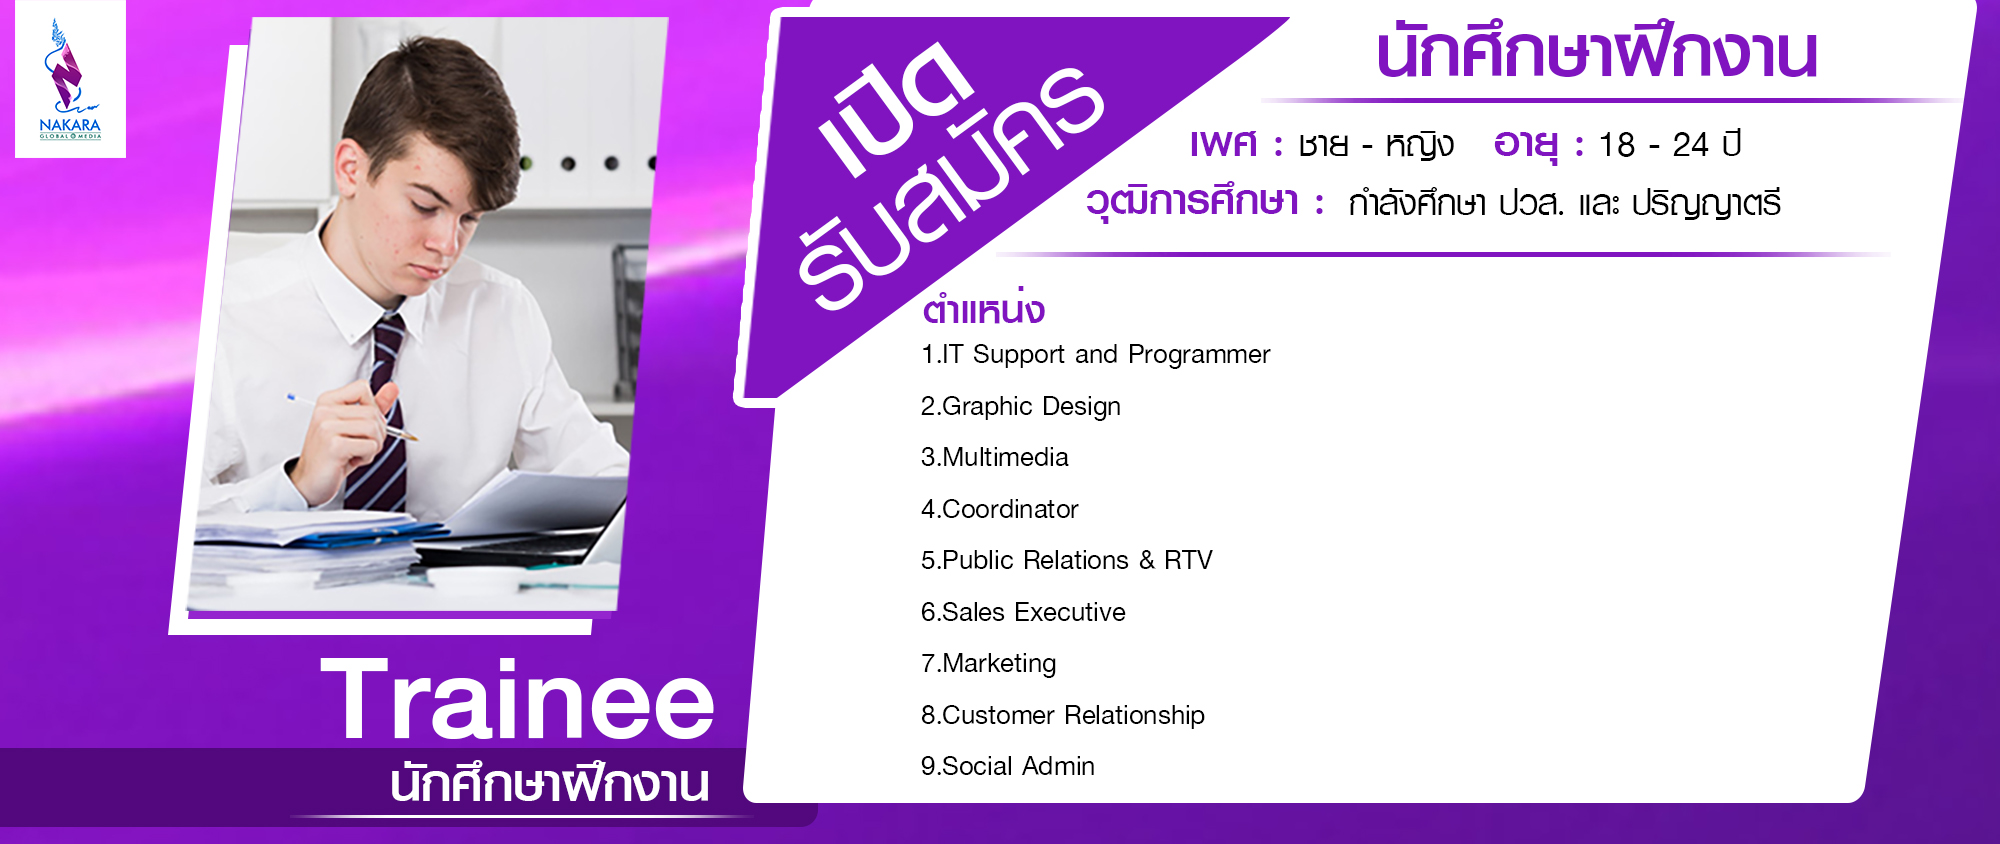 NAKARA
GLOBAL MEDIA
เปิด
รับสมัคร
นักศึกษาฝึกงาน
เพศ : ชาย - หญิง อายุ : 18 - 24 ปี
วุฒิการศึกษา : กำลังศึกษา ปวส. และ ปริญญาตรี
ตำแหน่ง
1.IT Support and Programmer
2.Graphic Design
3.Multimedia
4.Coordinator
5.Public Relations & RTV
6.Sales Executive
7.Marketing
8.Customer Relationship
9.Social Admin
Trainee
นักศึกษาฝึกงาน